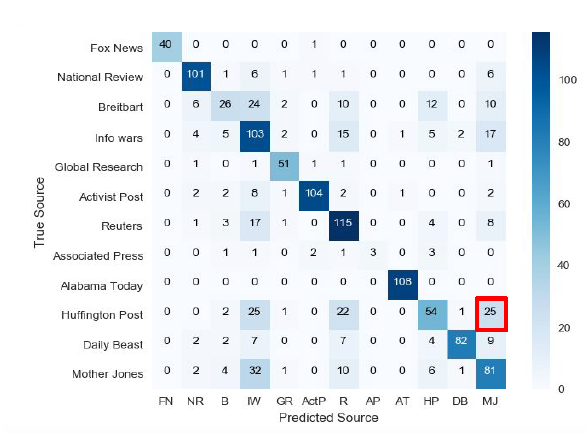 Fox News 40 0 0 0 0 1 0 0 0 0 0 0
National Review 0 101 1 6 1 1 1 0 0 0 0 6
Breitbart 0 6 26 24 2 0 10 0 0 12 0 10
Info wars 0 4 5 103 2 0 15 0 1 5 2 17
Global Research 0 1 0 1 51 1 1 0 0 0 0 1
Activist Post 0 2 2 8 1 104 2 0 1 0 0 2
Reuters 0 1 3 17 1 0 115 0 0 4 0 8
Associated Press 0 0 1 1 0 2 1 3 0 3 0 0
Alabama Today 0 0 0 0 0 0 0 0 108 0 0 0
Huffington Post 0 0 2 25 1 0 22 0 0 54 1 25
Daily Beast 0 2 2 7 0 0 7 0 0 4 82 9
Mother Jones 0 2 4 32 1 0 10 0 0 6 1 81
FN NR B IW GR ActP R AP AT HP DB MJ
Predicted Source
True Source
100
80
60
40
20
0